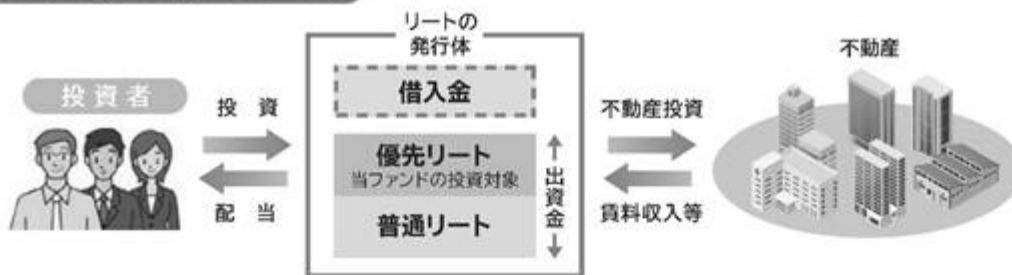 リートの
発行体
不動産
投資者
投資
借入金
不動産投資
優先リート
当ファンドの投資対象
出資金
配当
普通リート
賃料収入等